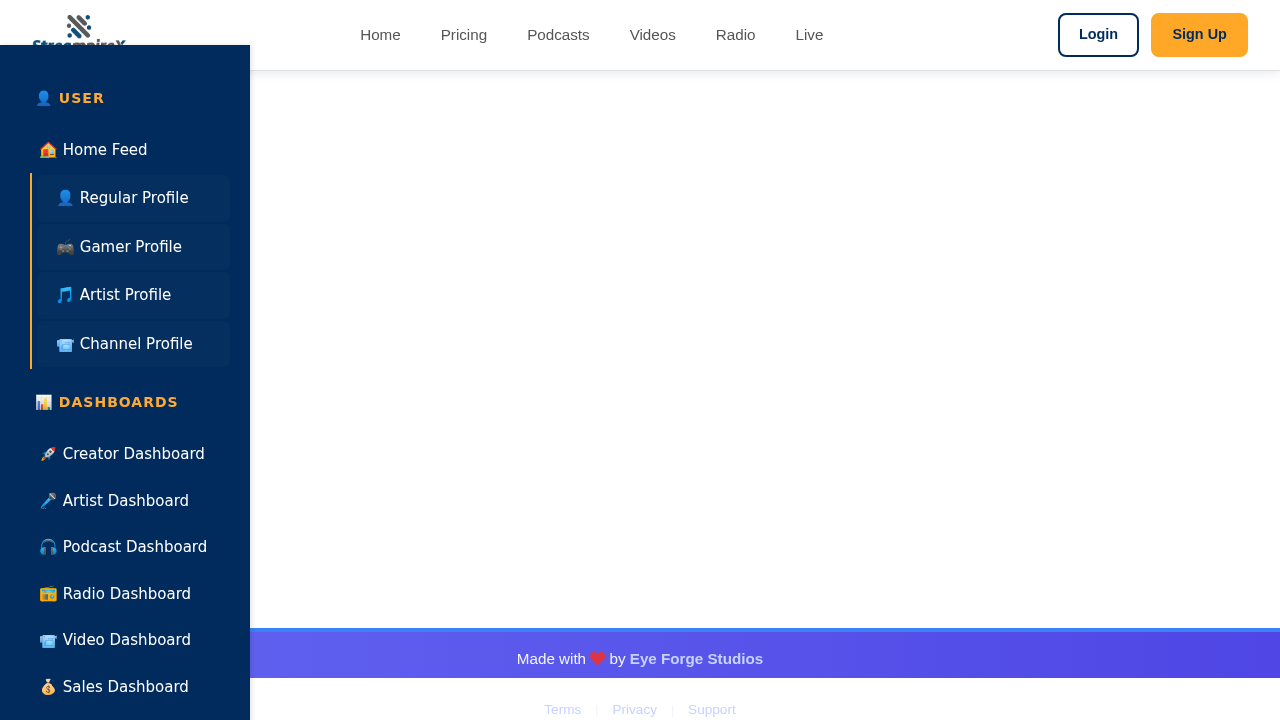 StreampireX
Home
Pricing
Podcasts
Videos
Radio
Live
Login
Sign Up
USER
Home Feed
Regular Profile
Gamer Profile
Artist Profile
Channel Profile
DASHBOARDS
Creator Dashboard
Artist Dashboard
Podcast Dashboard
Radio Dashboard
Video Dashboard
Sales Dashboard
Made with ❤️ by Eye Forge Studios
Terms | Privacy | Support